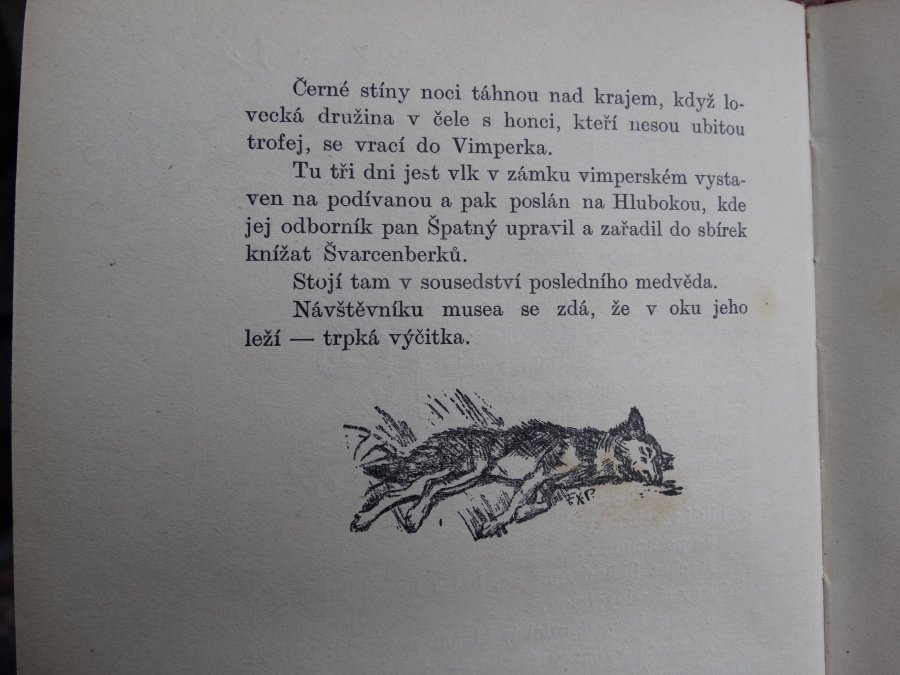 Černé stíny noci táhnou nad krajem, když lo-
vecká družina v čele s honci, kteří nesou ubitou
trofej, se vrací do Vimperka.
Tu tři dni jest vlk v zámku vimperském vysta-
ven na podívanou a pak poslán na Hlubokou, kde
jej odborník pan Špatný upravil a zařadil do sbírek
knížat Švarcenberků.
Stojí tam v sousedství posledního medvěda.
Návštěvníku musea se zdá, že v oku jeho
leží — trpká výčitka.